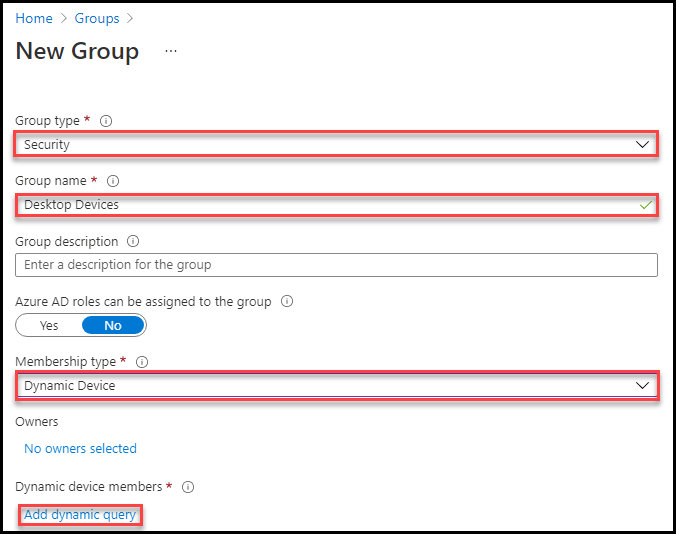 Home > Groups >
New Group ...
Group type *
Security
Group name *
Desktop Devices
Group description
Enter a description for the group
Azure AD roles can be assigned to the group
Yes No
Membership type *
Dynamic Device
Owners
No owners selected
Dynamic device members *
Add dynamic query